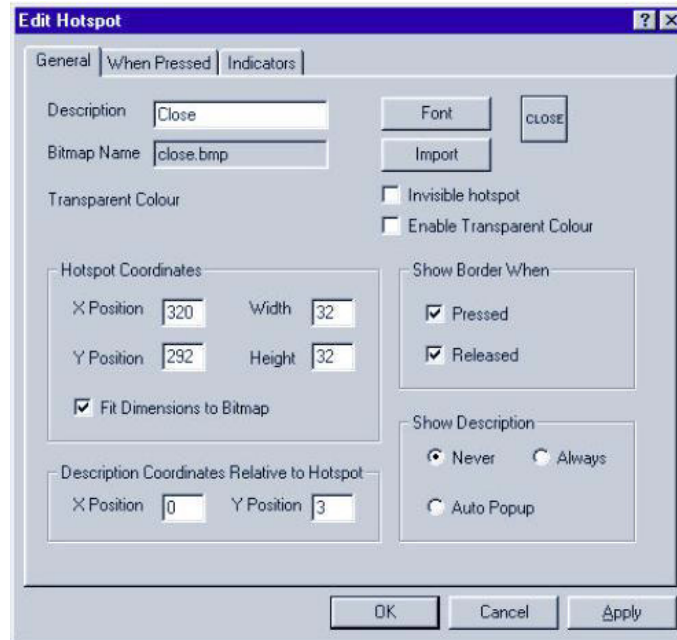 Edit Hotspot
General When Pressed Indicators
Description Close Font CLOSE
Bitmap Name close.bmp Import
Transparent Colour
Invisible hotspot
Enable Transparent Colour
Hotspot Coordinates
X Position 320 Width 32
Y Position 292 Height 32
Fit Dimensions to Bitmap
Show Border When
Pressed
Released
Description Coordinates Relative to Hotspot
X Position 0 Y Position 3
Show Description
Never Always
Auto Popup
OK Cancel Apply